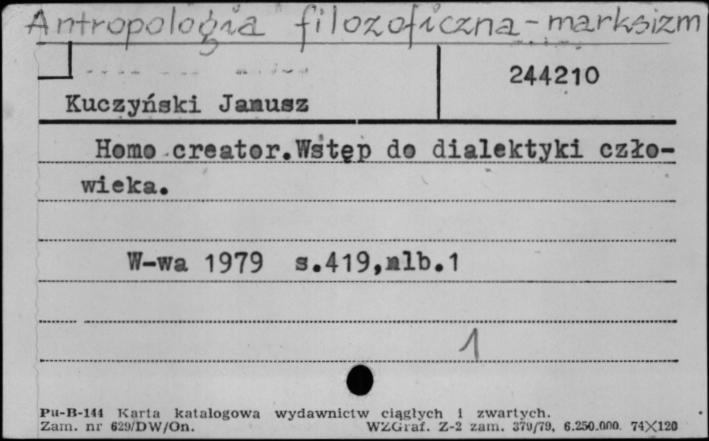 Antropologia filozoficzna - marksizm
244210
Kuczyński Janusz
Homo creator.Wstęp do dialektyki czło-
wieka.
W-wa 1979 s.419,nlb.1
1
Pu-B-144 Karta katalogowa wydawnictw ciągłych i zwartych.
Zam. nr 629/DW/On. WZGraf. Z-2 zam. 379/79, 6.250.000. 74X120